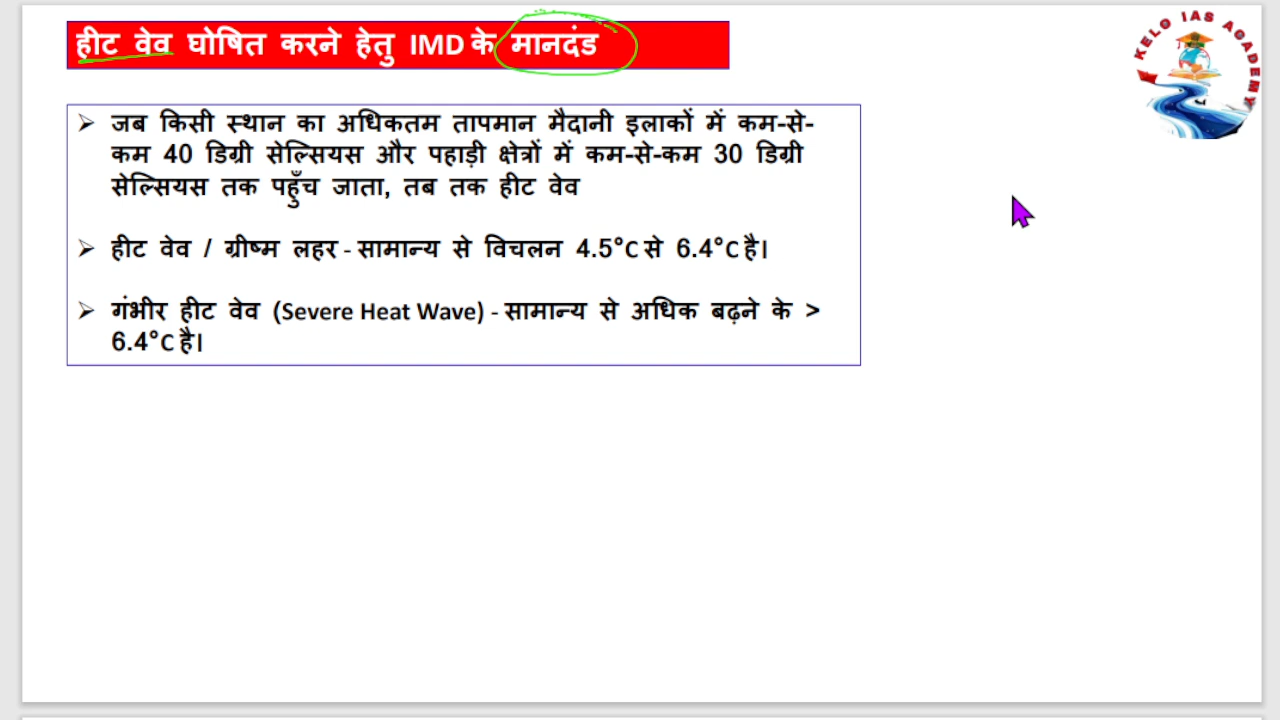 हीट वेव घोषित करने हेतु IMD के मानदंड
KELO IAS ACADEMY
➢ जब किसी स्थान का अधिकतम तापमान मैदानी इलाकों में कम-से-
कम 40 डिग्री सेल्सियस और पहाड़ी क्षेत्रों में कम-से-कम 30 डिग्री
सेल्सियस तक पहुँच जाता, तब तक हीट वेव
➢ हीट वेव / ग्रीष्म लहर - सामान्य से विचलन 4.5°C से 6.4°C है।
➢ गंभीर हीट वेव (Severe Heat Wave) - सामान्य से अधिक बढ़ने के >
6.4°C है।